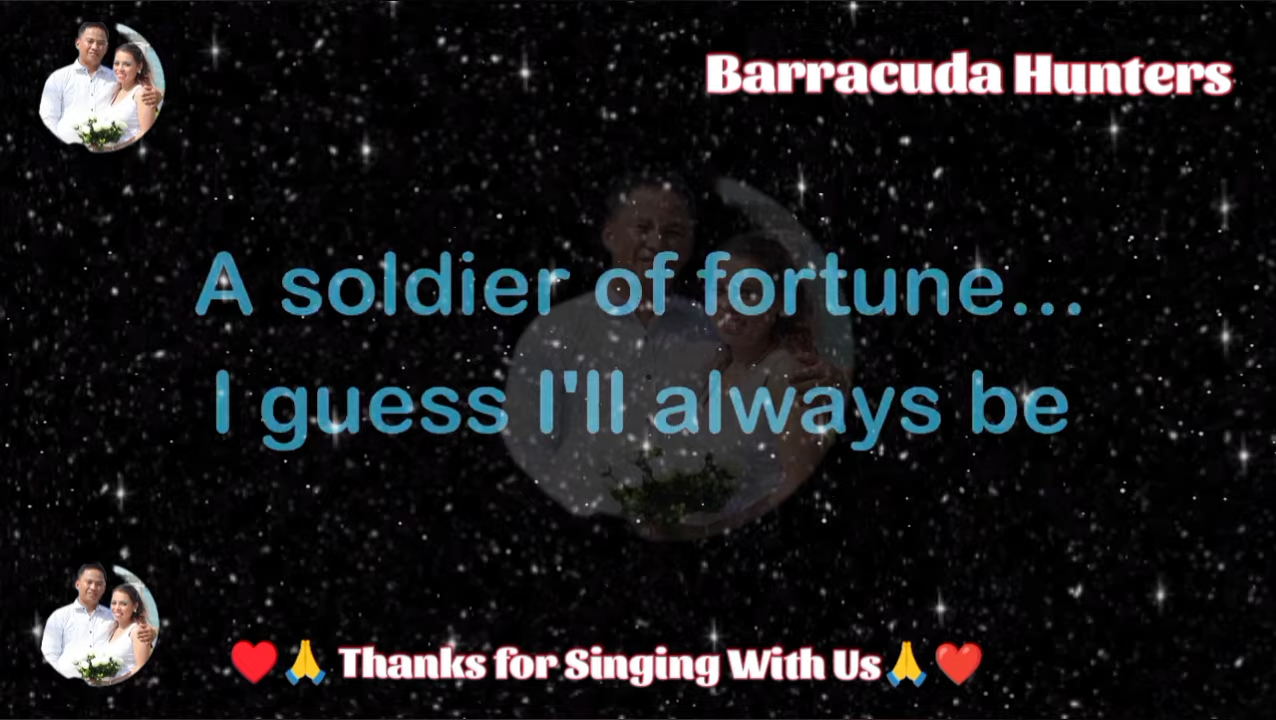 Barracuda Hunters
A soldier of fortune...
I guess I'll always be
❤️🙏 Thanks for Singing With Us🙏❤️